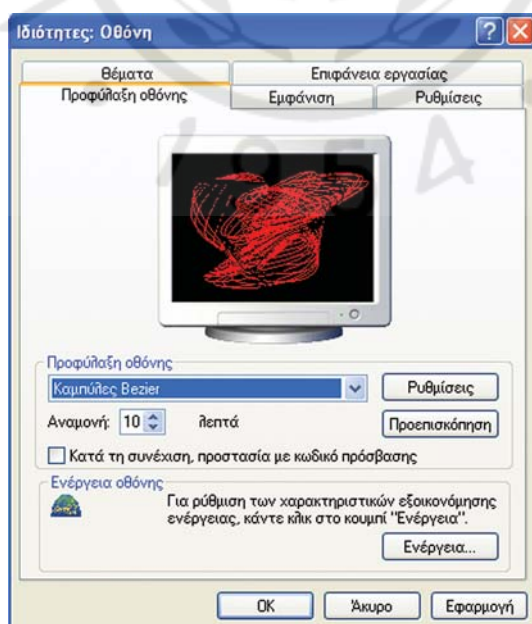 Ιδιότητες: Οθόνη
Θέματα Επιφάνεια εργασίας
Προφύλαξη οθόνης Εμφάνιση Ρυθμίσεις
1954
Προφύλαξη οθόνης
Καμπύλες Bezier Ρυθμίσεις
Αναμονή: 10 λεπτά Προεπισκόπηση
Κατά τη συνέχιση, προστασία με κωδικό πρόσβασης
Ενέργεια οθόνης
Για ρύθμιση των χαρακτηριστικών εξοικονόμησης
ενέργειας, κάντε κλικ στο κουμπί "Ενέργεια".
Ενέργεια...
OK Άκυρο Εφαρμογή